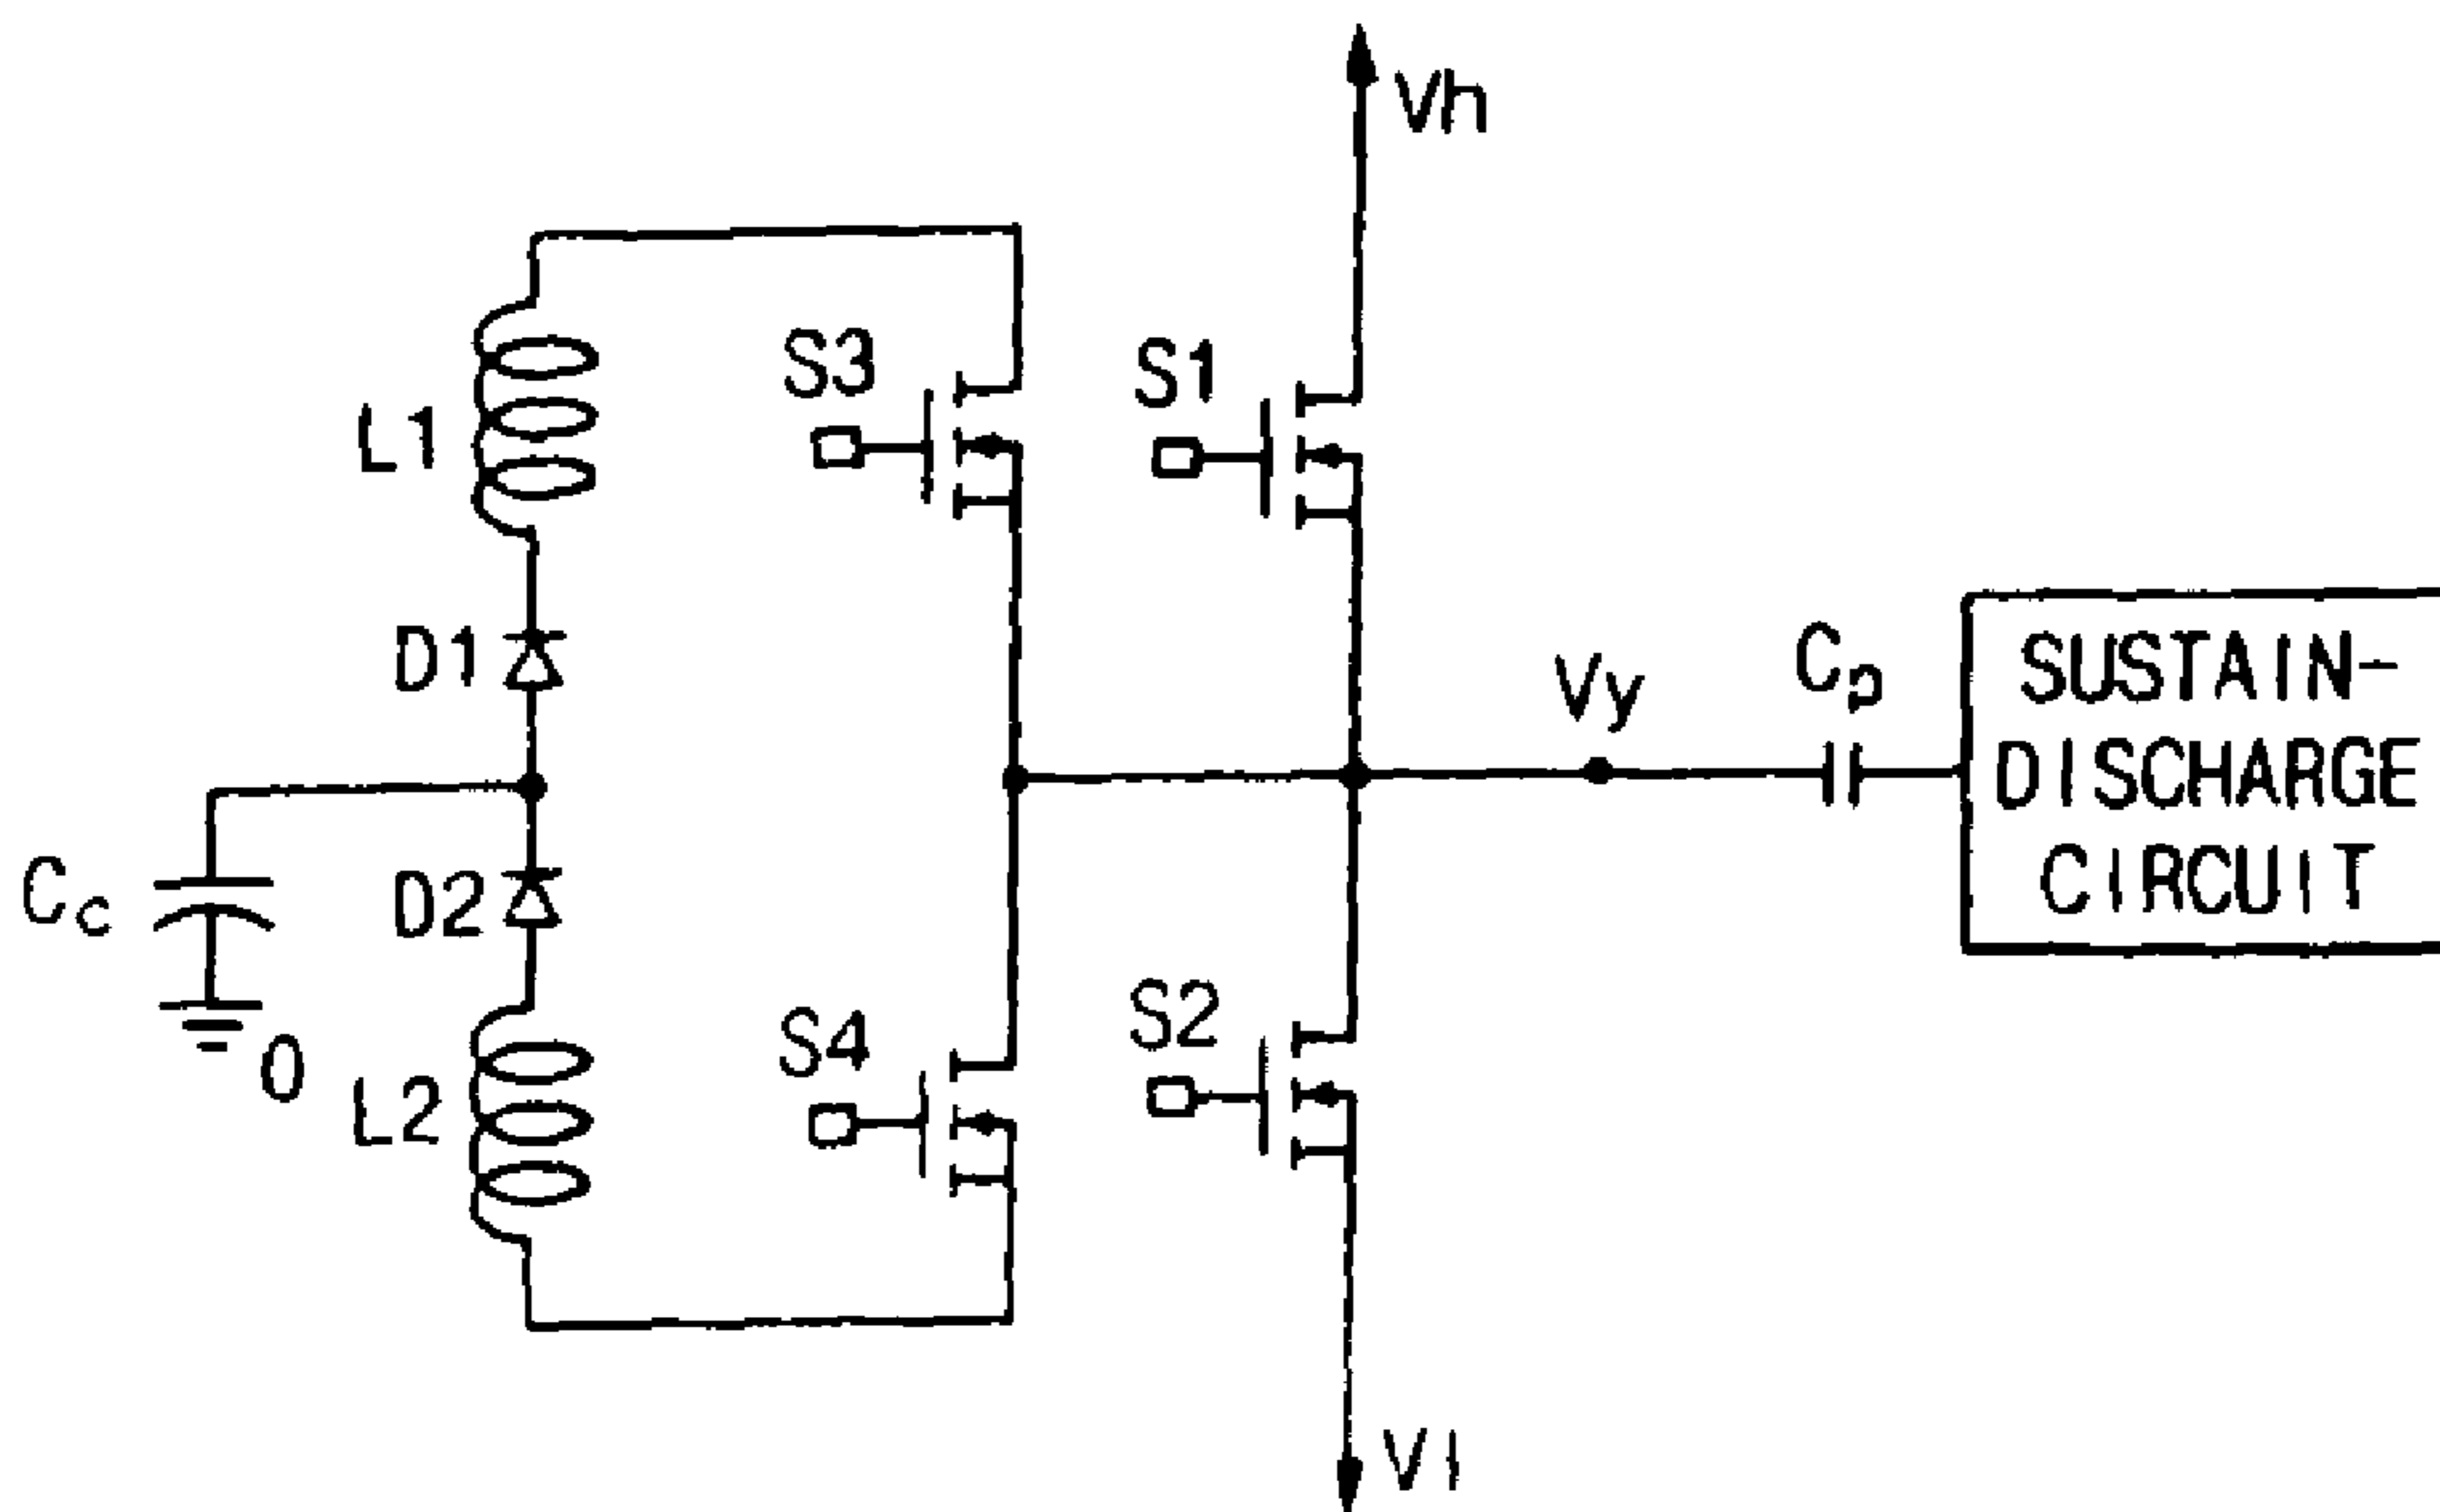 Vh
S3
S1
L1
D1
Vy
Cp
SUSTAIN-
DISCHARGE
CIRCUIT
Cc
D2
0
L2
S4
S2
Vl